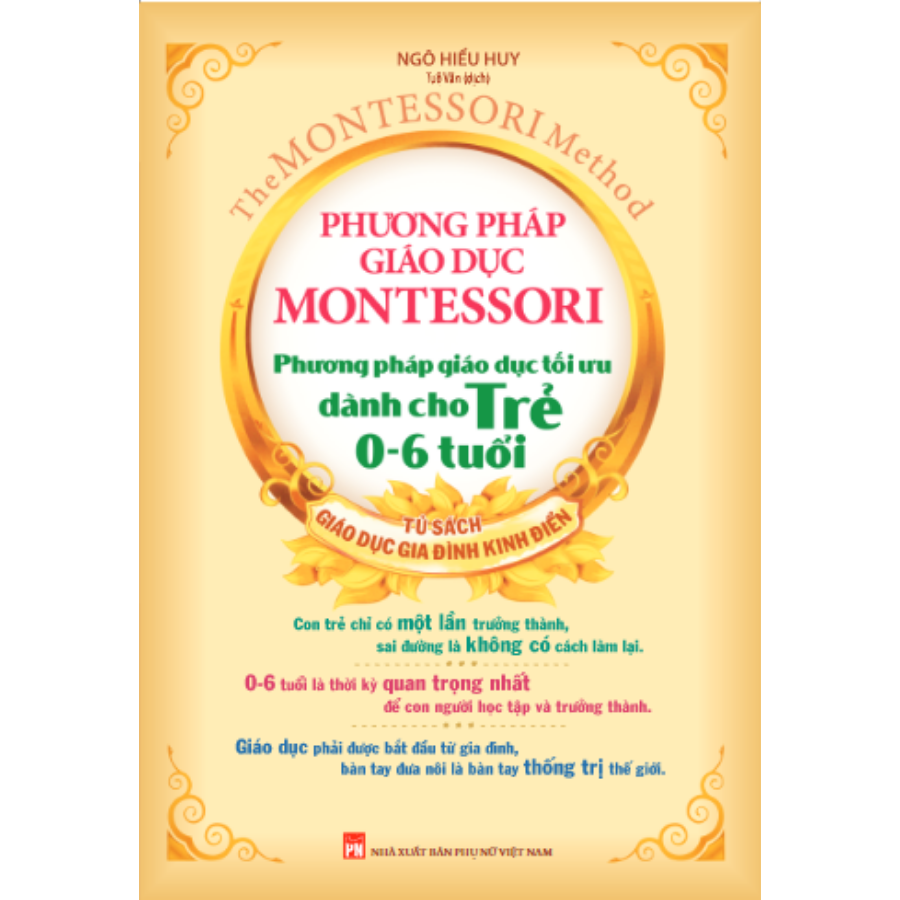 NGÔ HIỂU HUY
Tuệ Văn (dịch)
The MONTESSORI Method
PHƯƠNG PHÁP
GIÁO DỤC
MONTESSORI
Phương pháp giáo dục tối ưu
dành cho Trẻ
0-6 tuổi
TỦ SÁCH
GIÁO DỤC GIA ĐÌNH KINH ĐIỂN
Con trẻ chỉ có một lần trưởng thành,
sai đường là không có cách làm lại.
0-6 tuổi là thời kỳ quan trọng nhất
để con người học tập và trưởng thành.
Giáo dục phải được bắt đầu từ gia đình,
bàn tay đưa nôi là bàn tay thống trị thế giới.
PN NHÀ XUẤT BẢN PHỤ NỮ VIỆT NAM